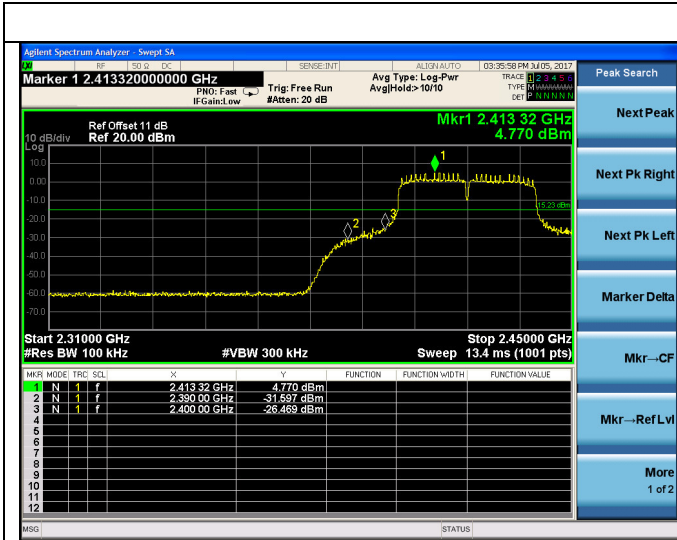 Agilent Spectrum Analyzer - Swept SA
RF 50 Ω DC SENSE:INT ALIGN AUTO 03:35:58 PM Jul 05, 2017
Marker 1 2.413320000000 GHz
PNO: Fast
IFGain:Low
Trig: Free Run
#Atten: 20 dB
Avg Type: Log-Pwr
Avg|Hold:>10/10
TRACE 1 2 3 4 5 6
TYPE M
DET P N N N N N
Peak Search
Next Peak
Next Pk Right
Next Pk Left
Marker Delta
Mkr→CF
Mkr→Ref Lvl
More
1 of 2
Mkr1 2.413 32 GHz
4.770 dBm
Ref Offset 11 dB
10 dB/div Ref 20.00 dBm
Log
10.0
0.00
-10.0
-20.0
-30.0
-40.0
-50.0
-60.0
-70.0
1
2
3
-15.23 dBm
Start 2.31000 GHz Stop 2.45000 GHz
#Res BW 100 kHz #VBW 300 kHz Sweep 13.4 ms (1001 pts)
MKR MODE TRC SCL X Y FUNCTION FUNCTION WIDTH FUNCTION VALUE
1 N 1 f 2.413 32 GHz 4.770 dBm
2 N 1 f 2.390 00 GHz -31.597 dBm
3 N 1 f 2.400 00 GHz -26.469 dBm
4
5
6
7
8
9
10
11
12
MSG STATUS